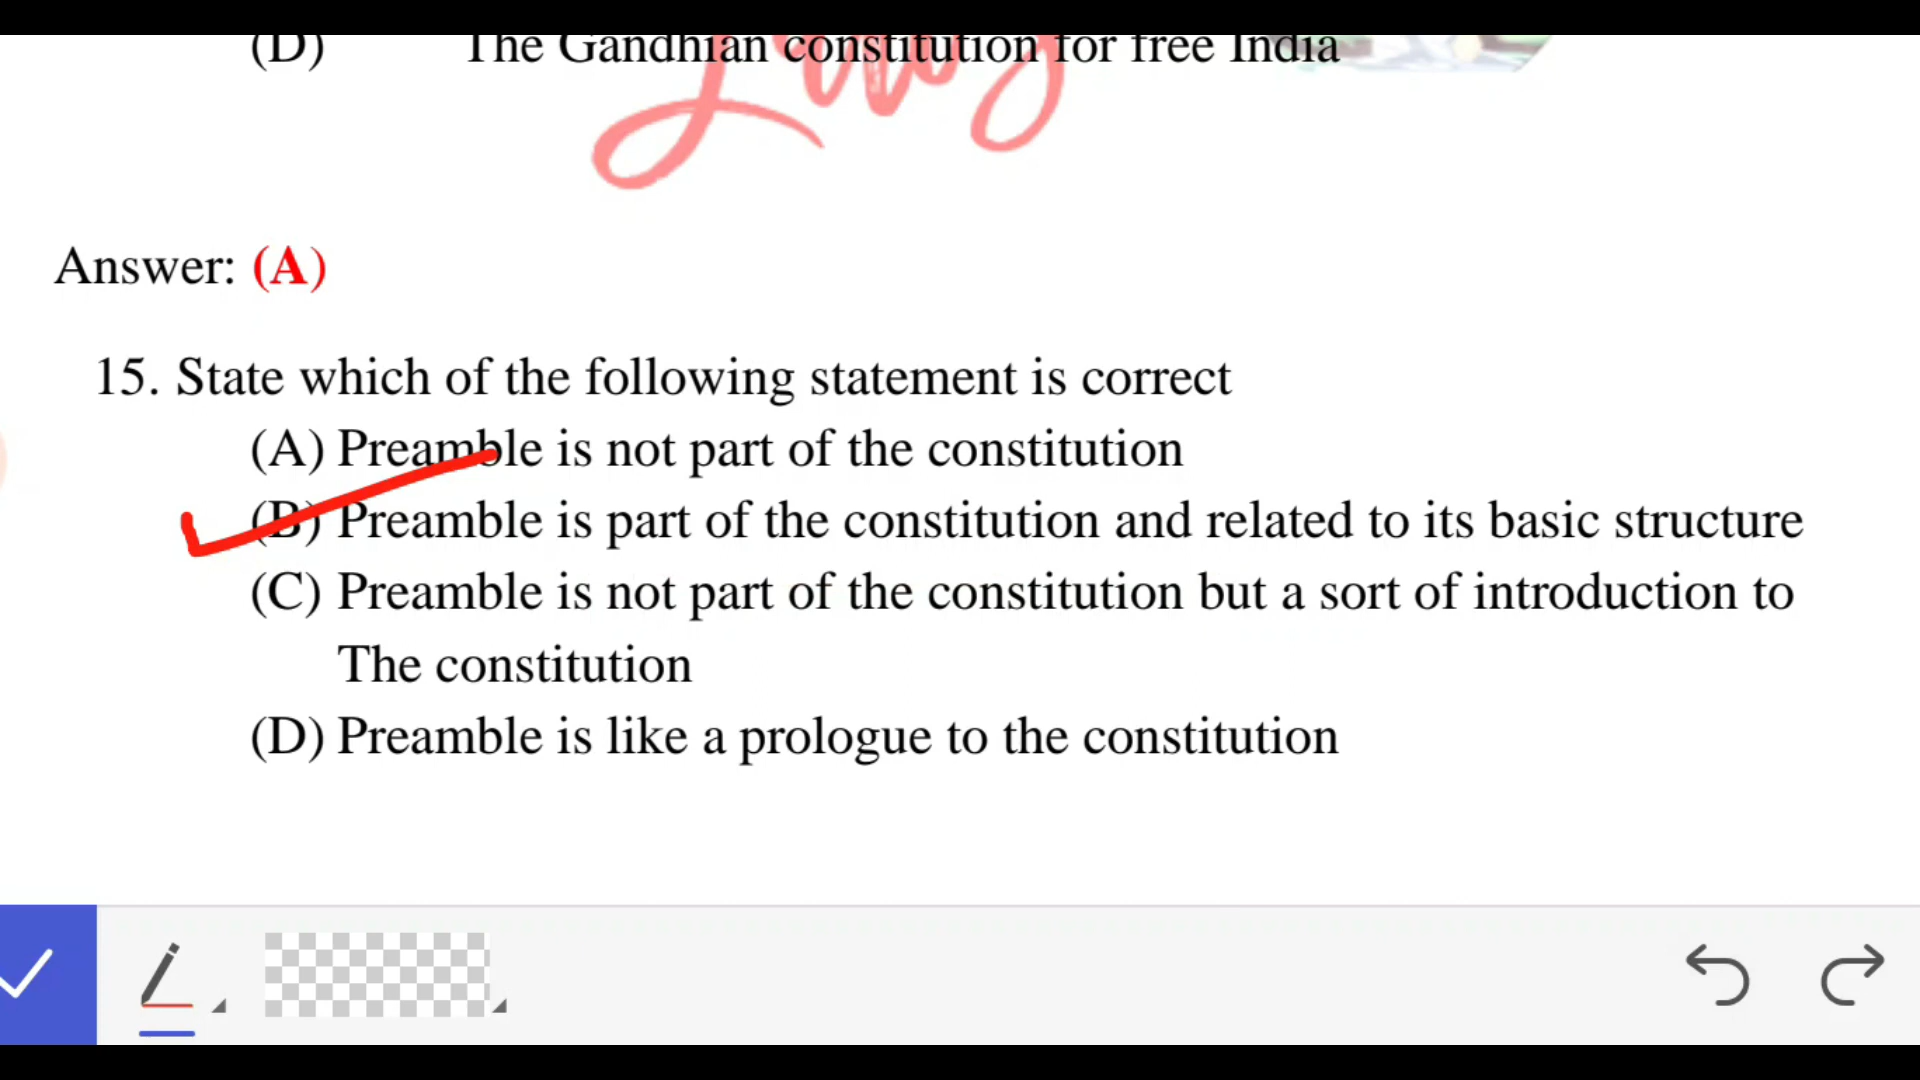 (D) The Gandhian constitution for free India
Answer: (A)
15. State which of the following statement is correct
(A) Preamble is not part of the constitution
(B) Preamble is part of the constitution and related to its basic structure
(C) Preamble is not part of the constitution but a sort of introduction to
The constitution
(D) Preamble is like a prologue to the constitution